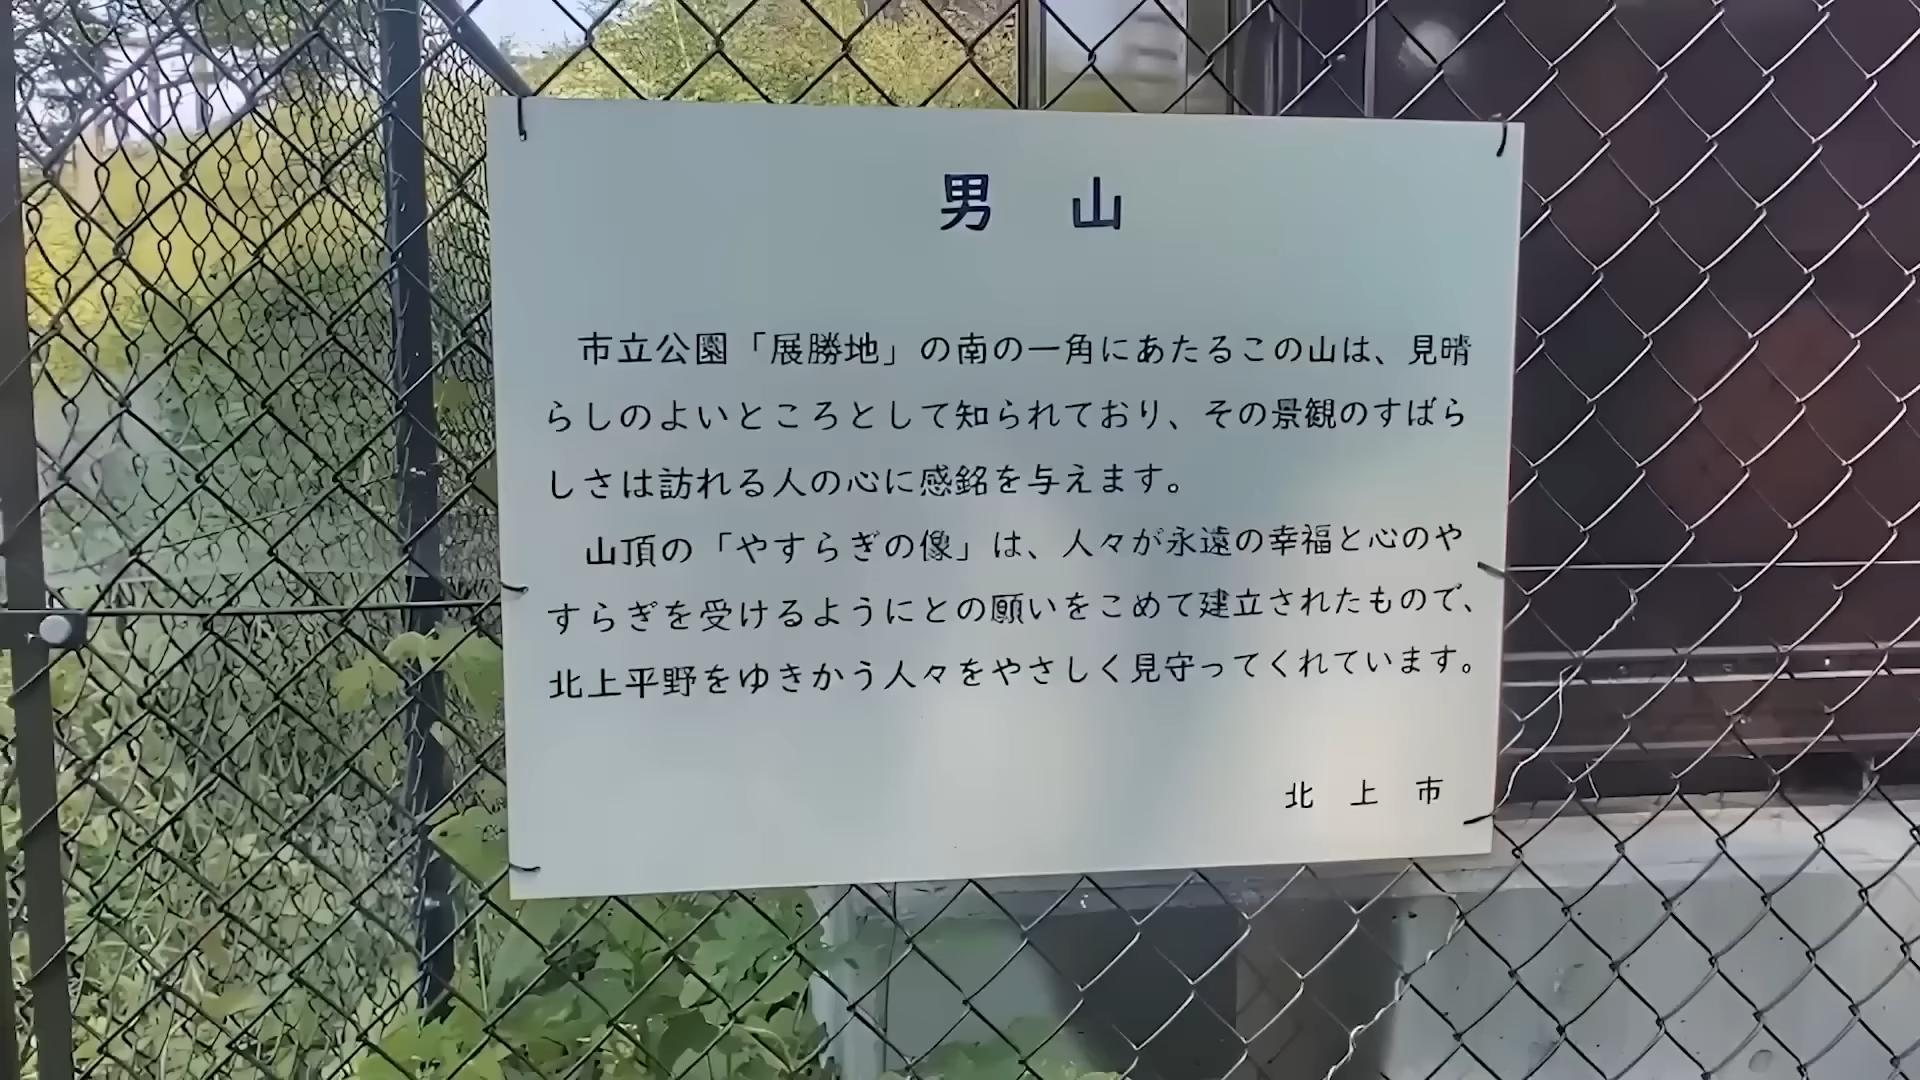 男　山
市立公園「展勝地」の南の一角にあたるこの山は、見晴
らしのよいところとして知られており、その景観のすばら
しさは訪れる人の心に感銘を与えます。
山頂の「やすらぎの像」は、人々が永遠の幸福と心のや
すらぎを受けるようにとの願いをこめて建立されたもので、
北上平野をゆきかう人々をやさしく見守ってくれています。
北　上　市